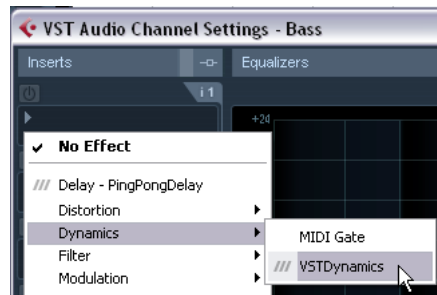 VST Audio Channel Settings - Bass
Inserts
Equalizers
i1
+24
No Effect
/// Delay - PingPongDelay
Distortion
Dynamics
MIDI Gate
Filter
/// VSTDynamics
Modulation